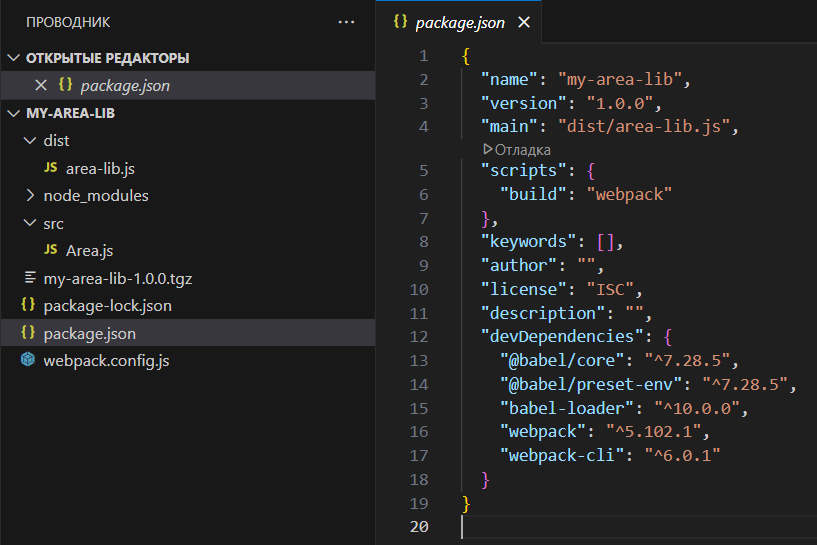 ПРОВОДНИК
ОТКРЫТЫЕ РЕДАКТОРЫ
package.json
MY-AREA-LIB
dist
JS area-lib.js
node_modules
src
JS Area.js
my-area-lib-1.0.0.tgz
{} package-lock.json
{} package.json
webpack.config.js
{} package.json
1 {
2 "name": "my-area-lib",
3 "version": "1.0.0",
4 "main": "dist/area-lib.js",
Отладка
5 "scripts": {
6 "build": "webpack"
7 },
8 "keywords": [],
9 "author": "",
10 "license": "ISC",
11 "description": "",
12 "devDependencies": {
13 "@babel/core": "^7.28.5",
14 "@babel/preset-env": "^7.28.5",
15 "babel-loader": "^10.0.0",
16 "webpack": "^5.102.1",
17 "webpack-cli": "^6.0.1"
18 }
19 }
20